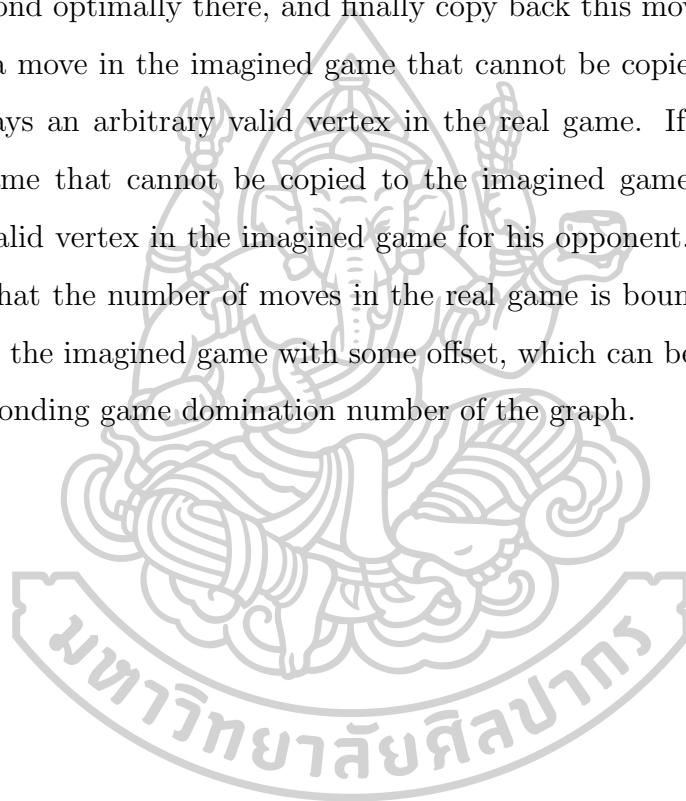 ond optimally there, and finally copy back this mov
a move in the imagined game that cannot be copie
ays an arbitrary valid vertex in the real game. If
ame that cannot be copied to the imagined game
alid vertex in the imagined game for his opponent.
hat the number of moves in the real game is boun
the imagined game with some offset, which can be
onding game domination number of the graph.
มหาวิทยาลัยศิลปากร